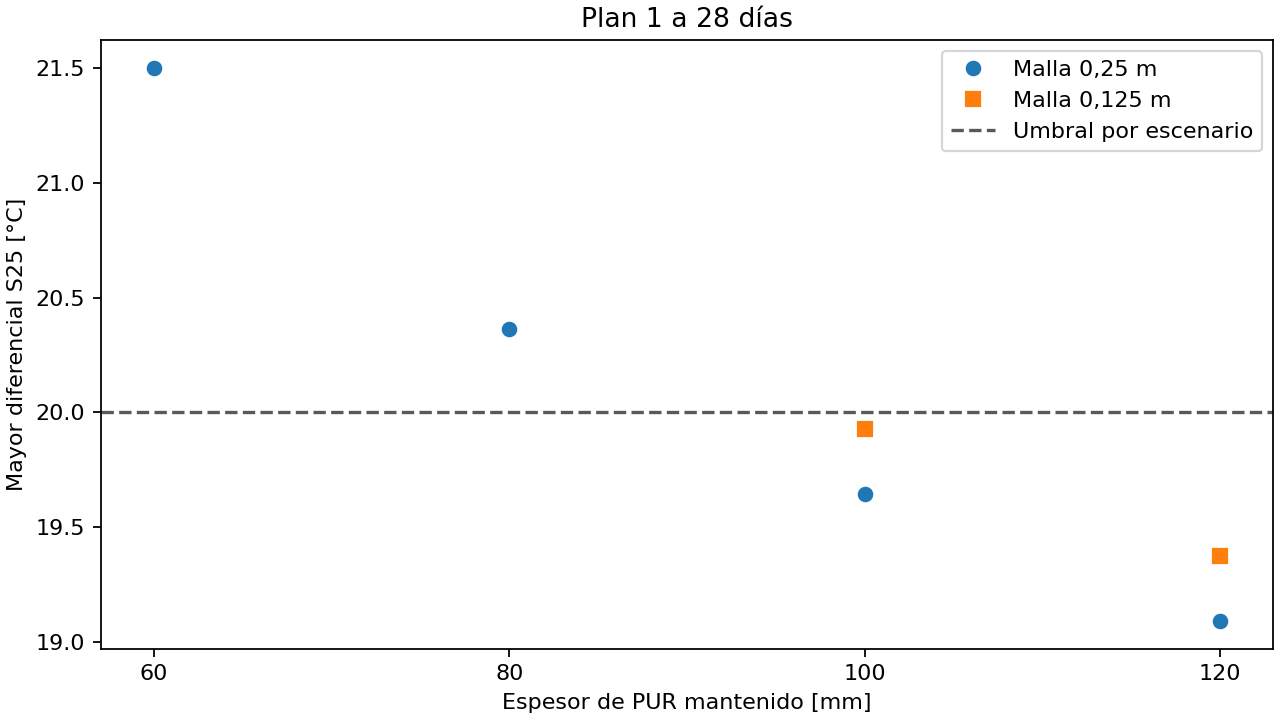 Plan 1 a 28 días
Malla 0,25 m
Malla 0,125 m
Umbral por escenario
Mayor diferencial S25 [°C]
21.5
21.0
20.5
20.0
19.5
19.0
60
80
100
120
Espesor de PUR mantenido [mm]